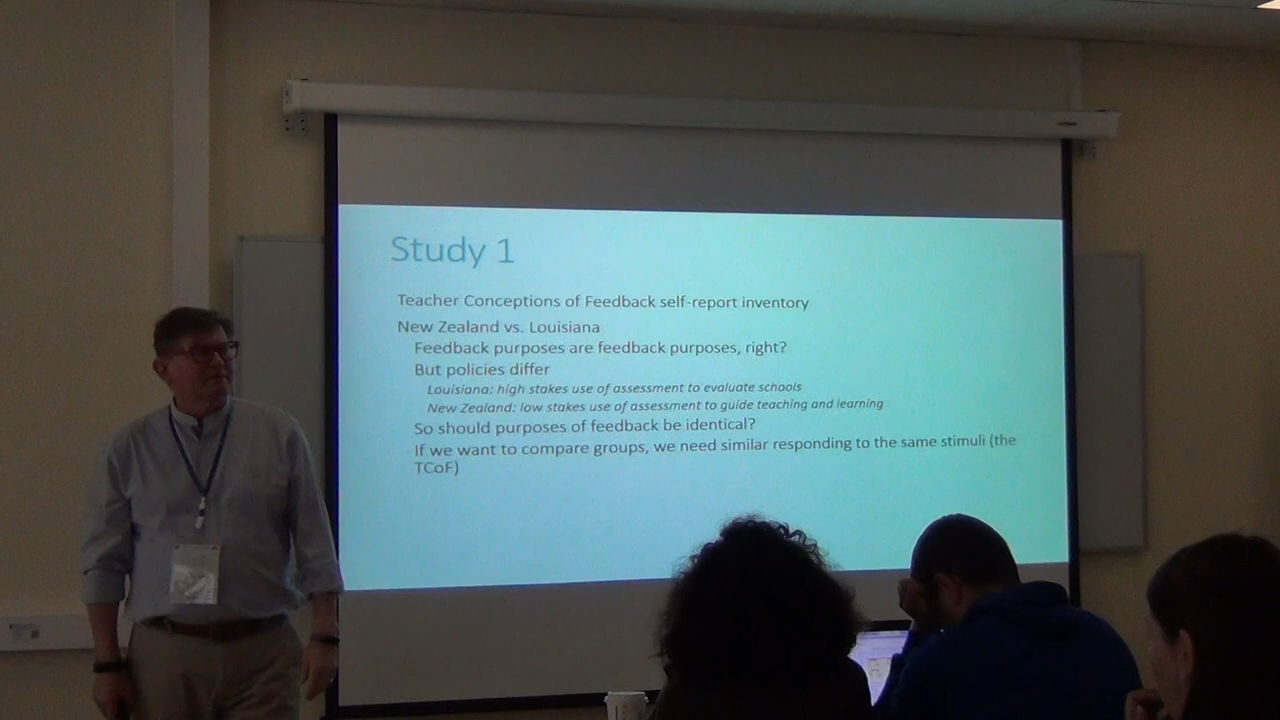 Study 1
Teacher Conceptions of Feedback self-report inventory
New Zealand vs. Louisiana
Feedback purposes are feedback purposes, right?
But policies differ
Louisiana: high stakes use of assessment to evaluate schools
New Zealand: low stakes use of assessment to guide teaching and learning
So should purposes of feedback be identical?
If we want to compare groups, we need similar responding to the same stimuli (the
TCoF)